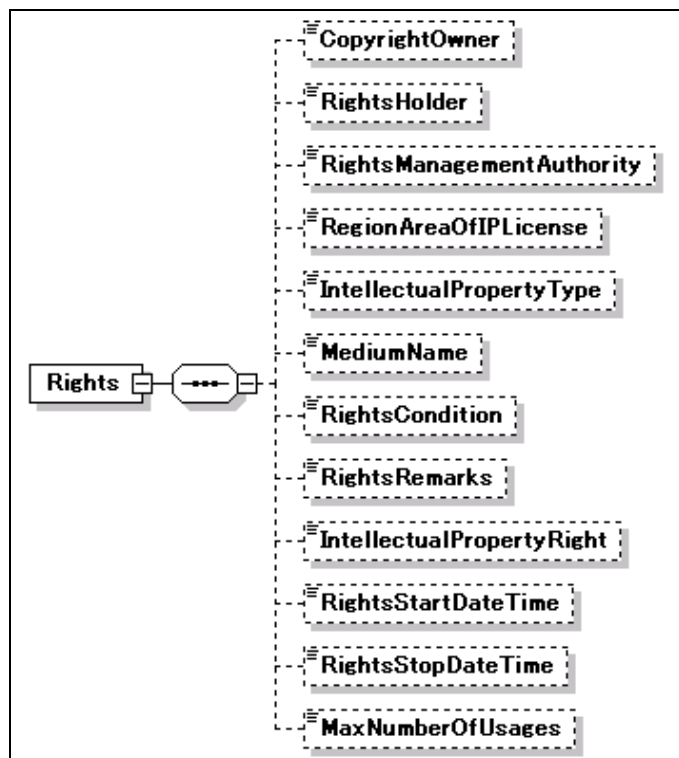 CopyrightOwner
RightsHolder
RightsManagementAuthority
RegionAreaOfIPLicense
IntellectualPropertyType
MediumName
Rights
RightsCondition
RightsRemarks
IntellectualPropertyRight
RightsStartDateTime
RightsStopDateTime
MaxNumberOfUsages